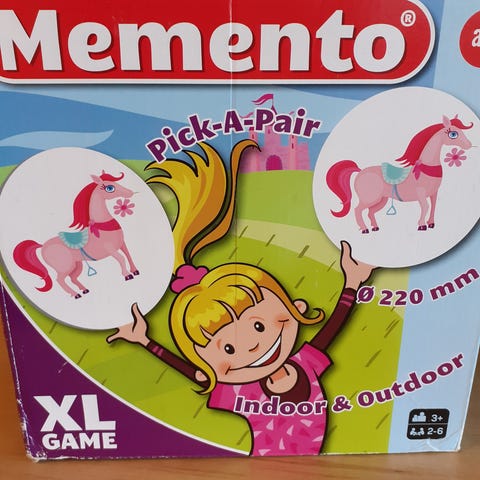 Memento®
Pick-A-Pair
Ø 220 mm
Indoor & Outdoor
XL
GAME
3+
2-6